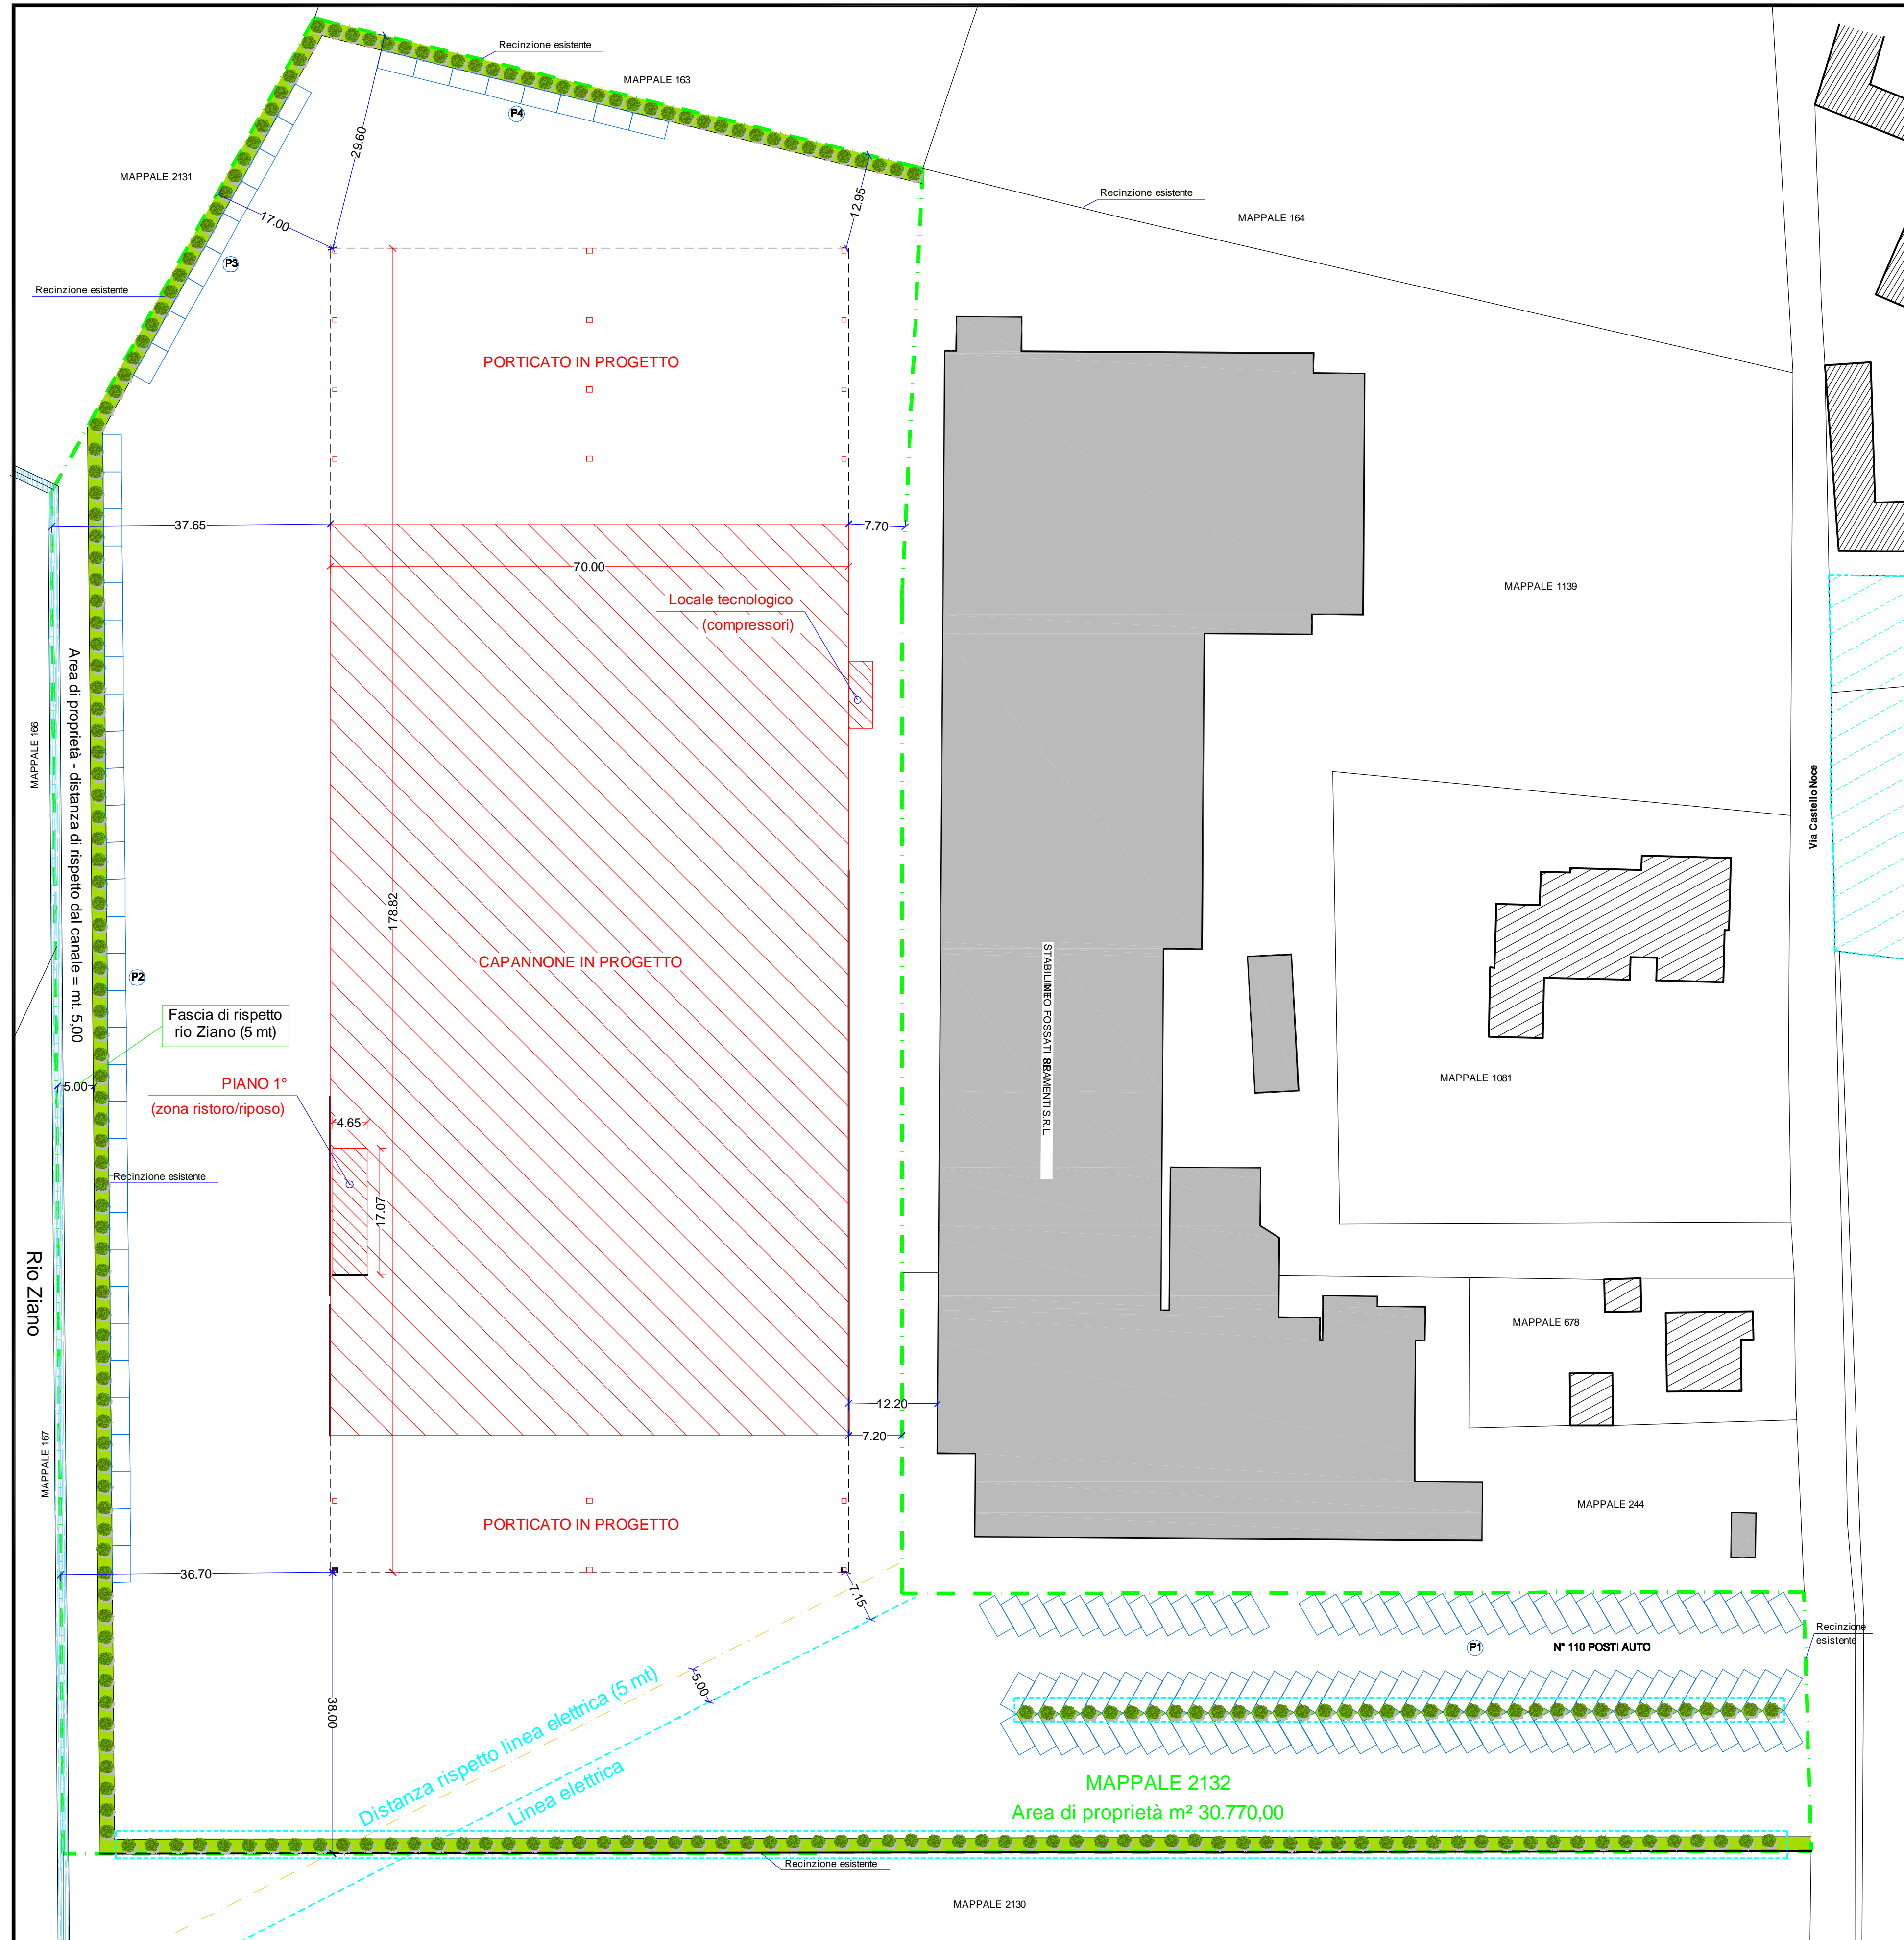 Recinzione esistente
MAPPALE 163
P4
29.60
MAPPALE 2131
12.95
Recinzione esistente
MAPPALE 164
17.00
P3
Recinzione esistente
PORTICATO IN PROGETTO
37.65
7.70
70.00
Locale tecnologico
(compressori)
MAPPALE 1139
Area di proprietà - distanza di rispetto dal canale = mt. 5,00
MAPPALE 166
Via Castello Noce
178.82
CAPANNONE IN PROGETTO
P2
Fascia di rispetto
rio Ziano (5 mt)
5.00
PIANO 1°
(zona ristoro/riposo)
4.65
17.07
Recinzione esistente
FOSSATI
S.R.L.
MAPPALE 1081
Rio Ziano
MAPPALE 678
12.20
7.20
MAPPALE 167
MAPPALE 244
PORTICATO IN PROGETTO
36.70
7.15
38.00
Distanza rispetto linea elettrica (5 mt)
5.00
Linea elettrica
P1
N° 110 POSTI AUTO
Recinzione
esistente
MAPPALE 2132
Area di proprietà m² 30.770,00
Recinzione esistente
MAPPALE 2130